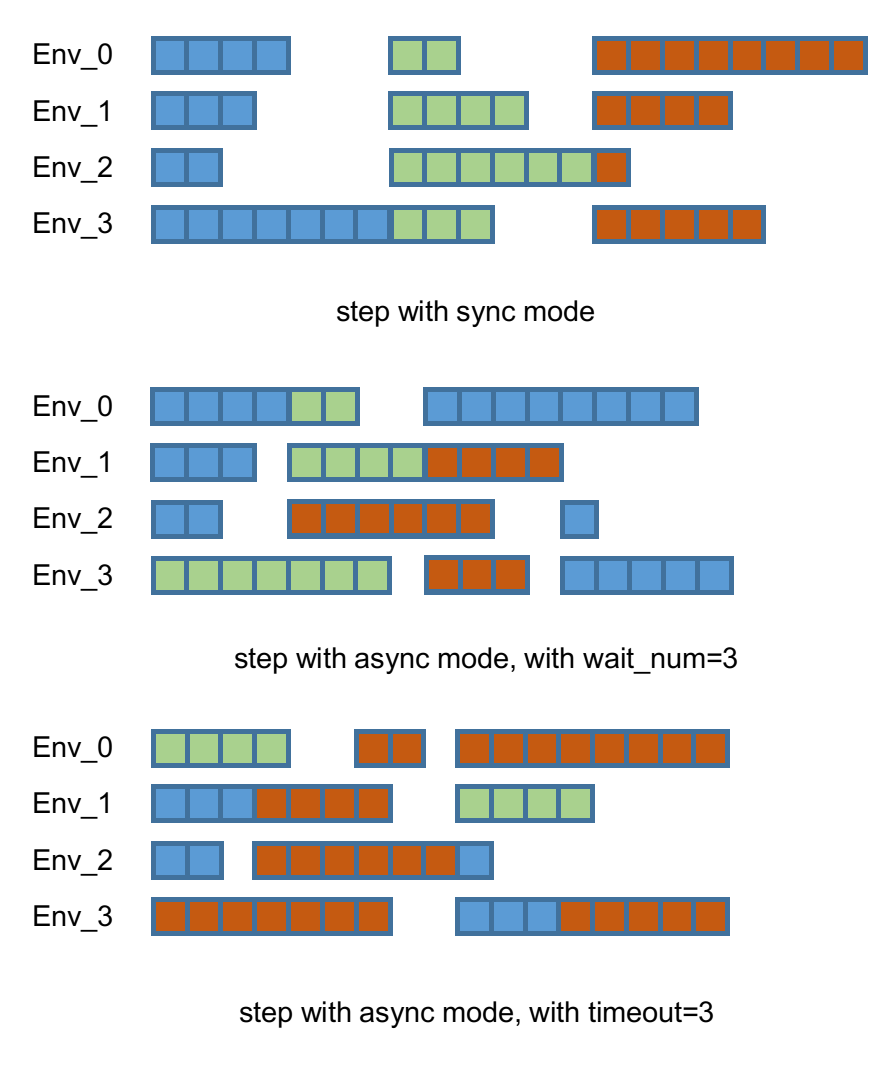 Env_0
Env_1
Env_2
Env_3
step with sync mode
Env_0
Env_1
Env_2
Env_3
step with async mode, with wait_num=3
Env_0
Env_1
Env_2
Env_3
step with async mode, with timeout=3